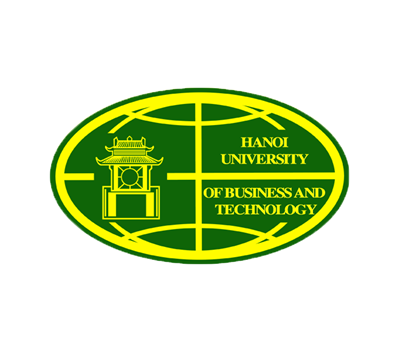 HANOI
UNIVERSITY
OF BUSINESS AND
TECHNOLOGY